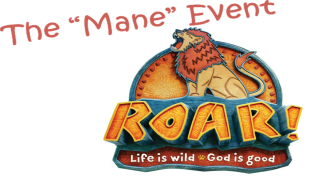 The “Mane” Event
ROAR!
Life is wild God is good